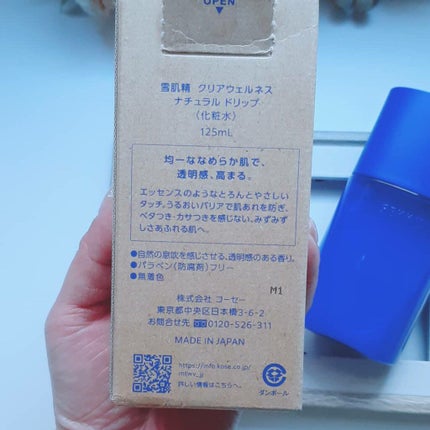 OPEN
雪肌精 クリアウェルネス
ナチュラル ドリップ
〈化粧水〉
125mL
均一ななめらか肌で、
透明感、高まる。
エッセンスのようなとろんとやさしい
タッチ。うるおいバリアで肌あれを防ぎ、
ベタつき・カサつきを感じない、みずみず
しさあふれる肌へ。
●自然の息吹を感じさせる、透明感のある香り。
●パラベン(防腐剤)フリー
●無着色
M1
株式会社 コーセー
東京都中央区日本橋3-6-2
お問合せ先 0120-526-311
MADE IN JAPAN
https://info.kose.co.jp/
詳しい情報はこちらへ。
ダンボール